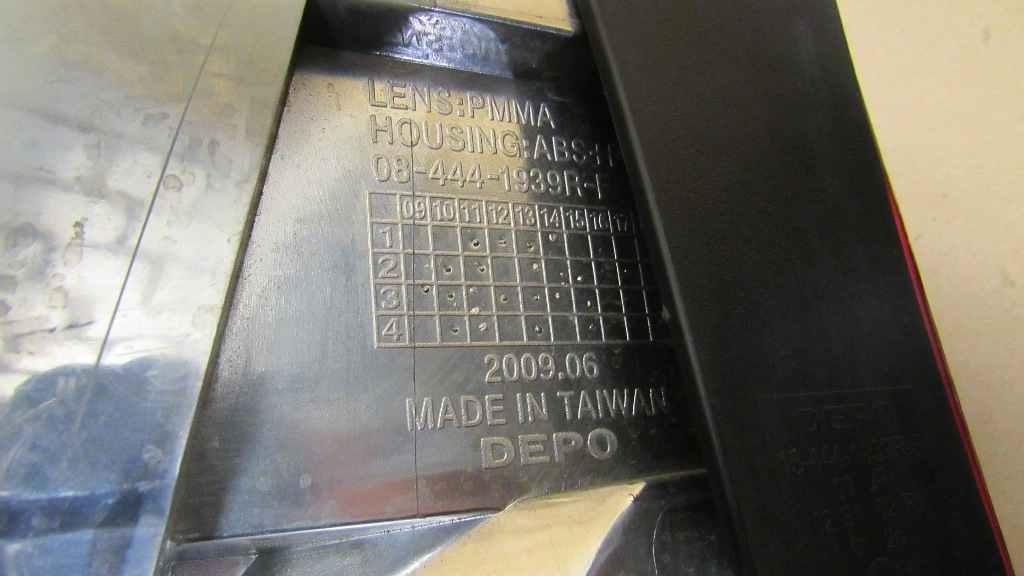 LENS:PMMA
HOUSING:ABS
08-444-1939R-
09 10 11 12 13 14 15 16 17
1
2
3
4
2009.06
MADE IN TAIWAN
DEPO